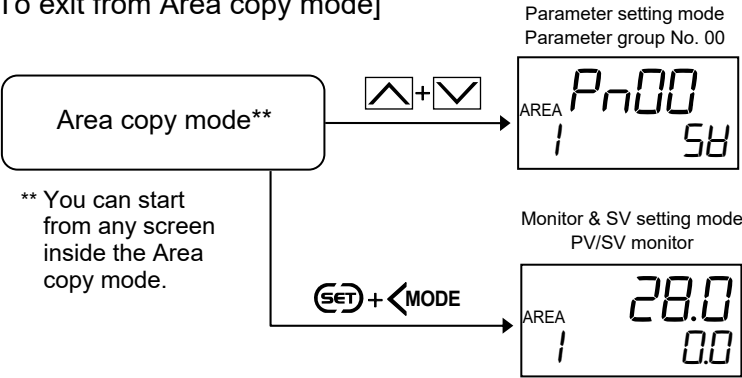 To exit from Area copy mode]
Parameter setting mode
Parameter group No. 00
Area copy mode**
+
AREA Pn00
1 SV
** You can start
from any screen
inside the Area
copy mode.
Monitor & SV setting mode
PV/SV monitor
SET + <MODE
AREA 28.0
1 0.0